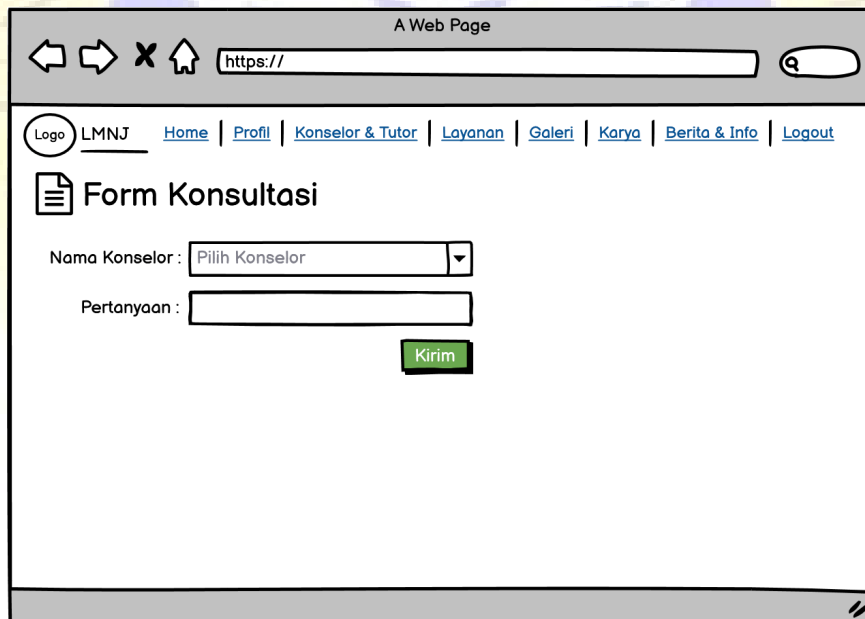 A Web Page
https://
Logo LMNJ Home Profil Konselor & Tutor Layanan Galeri Karya Berita & Info Logout
Form Konsultasi
Nama Konselor : Pilih Konselor
Pertanyaan :
Kirim